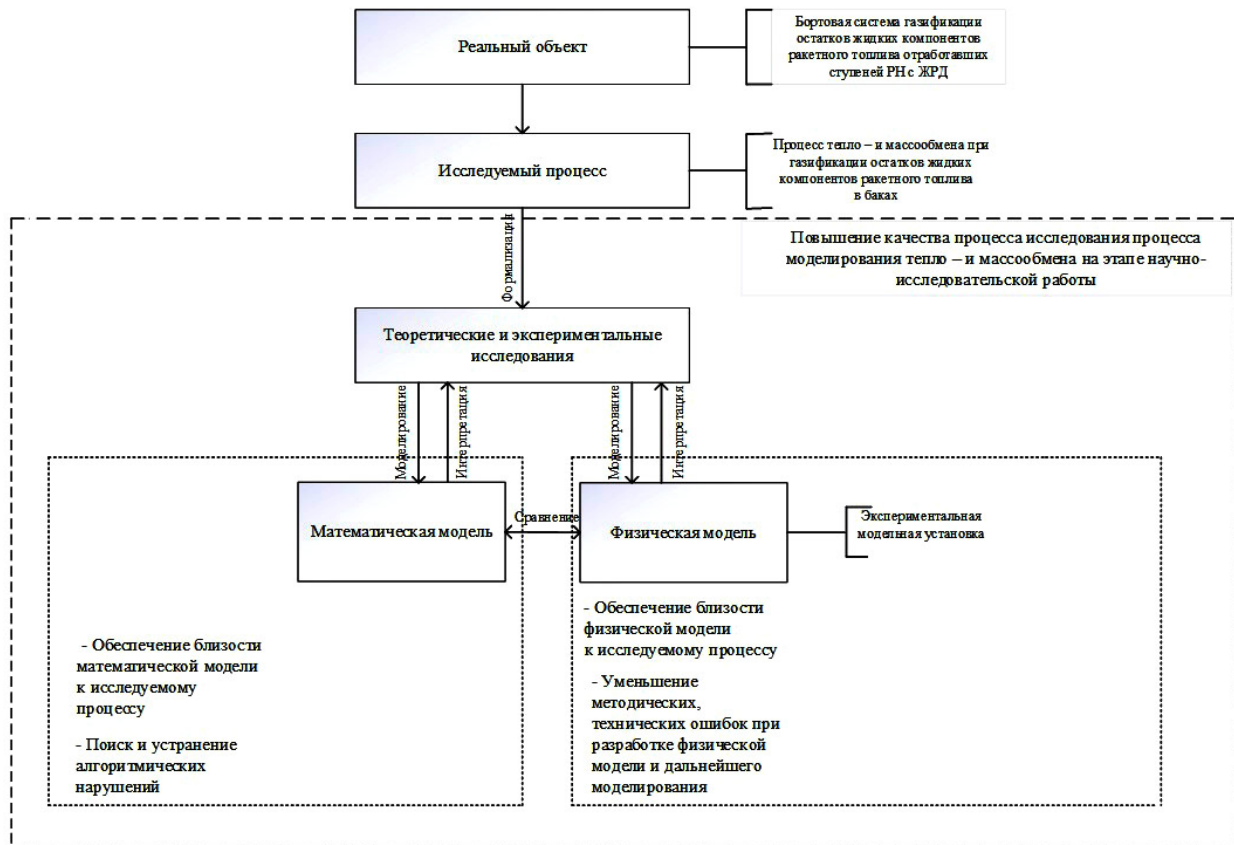 Реальный объект
Бортовая система газификации
остатков жидких компонентов
ракетного топлива отработавших
ступеней РН с ЖРД
Исследуемый процесс
Процесс тепло – и массообмена при
газификации остатков жидких
компонентов ракетного топлива
в баках
Формализация
Повышение качества процесса исследования процесса
моделирования тепло – и массообмена на этапе научно-
исследовательской работы
Теоретические и экспериментальные
исследования
Моделирование
Интерпретация
Моделирование
Интерпретация
Математическая модель
Сравнение
Физическая модель
Экспериментальная
модельная установка
- Обеспечение близости
математической модели
к исследуемому
процессу
- Поиск и устранение
алгоритмических
нарушений
- Обеспечение близости
физической модели
к исследуемому процессу
- Уменьшение
методических,
технических ошибок при
разработке физической
модели и дальнейшего
моделирования